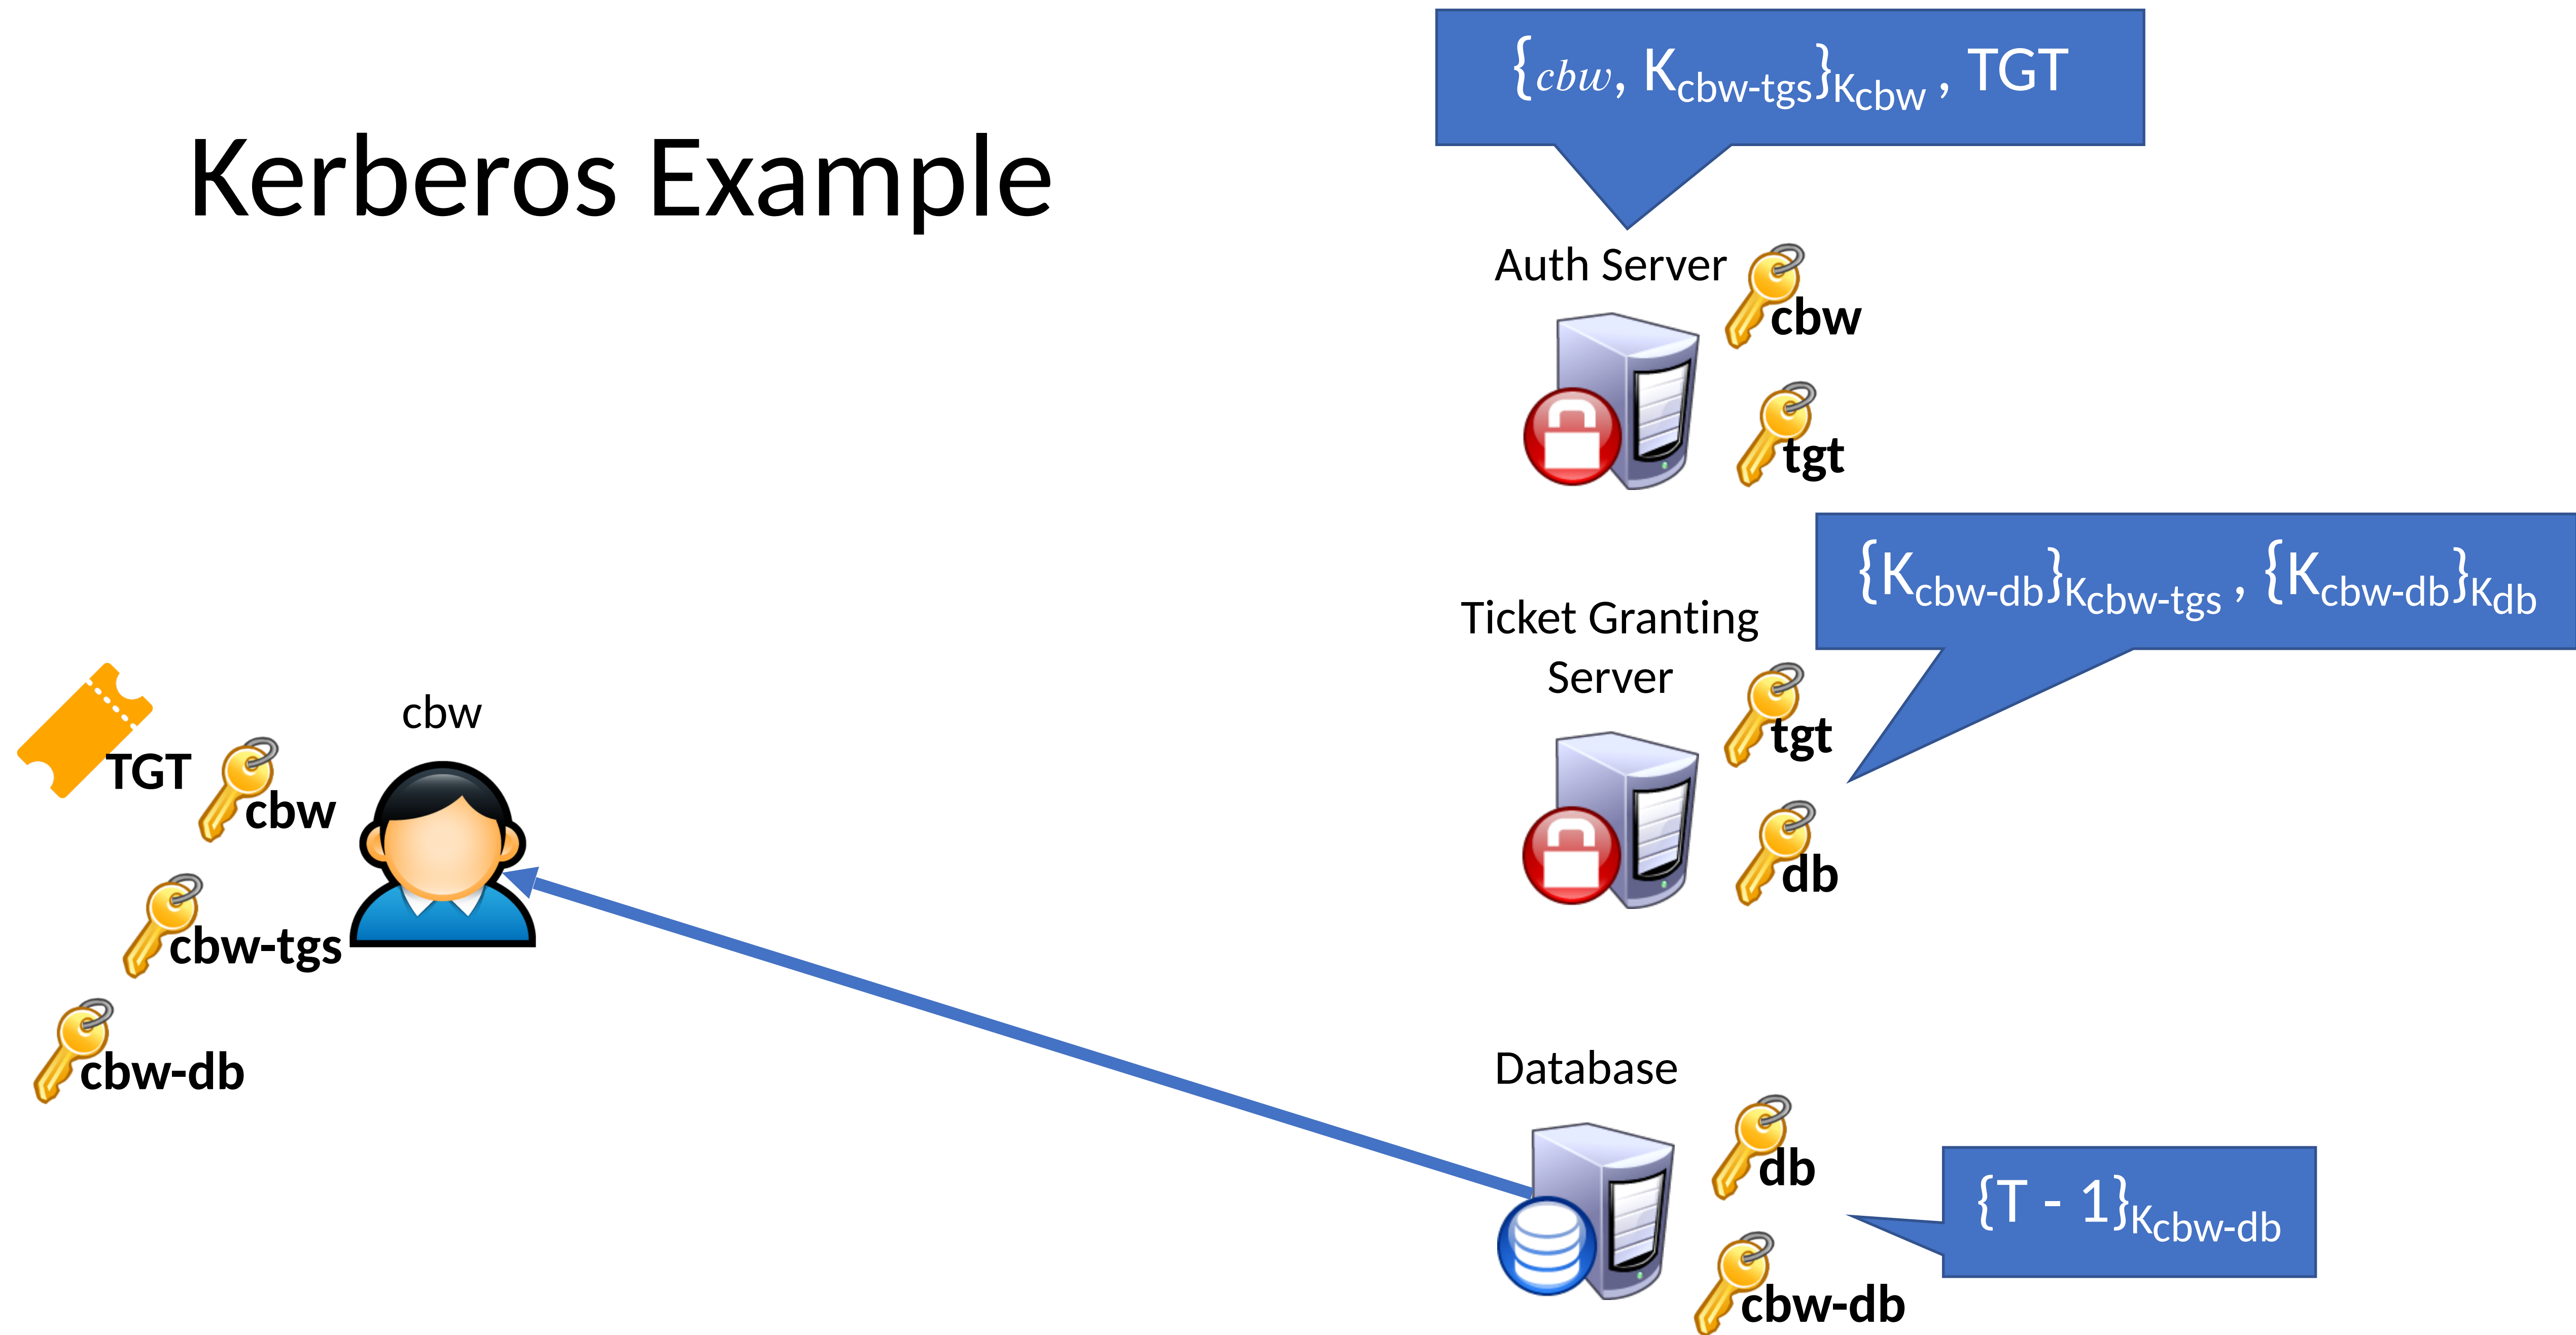 {cbw, Kcbw-tgs}Kcbw , TGT
Kerberos Example
Auth Server
cbw
tgt
{Kcbw-db}Kcbw-tgs , {Kcbw-db}Kdb
Ticket Granting
Server
tgt
db
cbw
TGT
cbw
cbw-tgs
cbw-db
Database
db
{T - 1}Kcbw-db
cbw-db